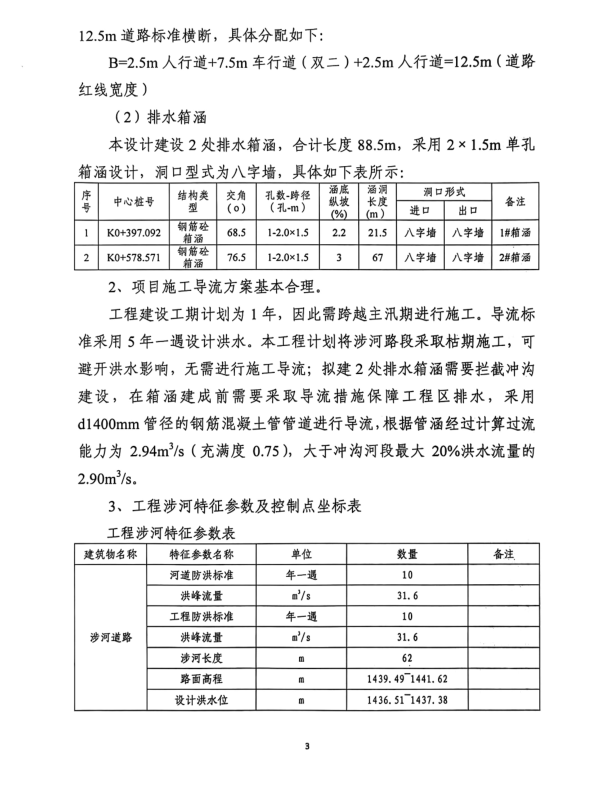 12.5m 道路标准横断，具体分配如下：
B=2.5m 人行道+7.5m 车行道（双二）+2.5m 人行道=12.5m（道路
红线宽度）
（2）排水箱涵
本设计建设 2 处排水箱涵，合计长度 88.5m，采用 2×1.5m 单孔
箱涵设计，洞口型式为八字墙，具体如下表所示：
序号 中心桩号 结构类型 交角（o） 孔数-跨径（孔-m） 涵底纵坡(%) 涵洞长度（m） 洞口形式 进口 出口 备注
1 K0+397.092 钢筋砼箱涵 68.5 1-2.0×1.5 2.2 21.5 八字墙 八字墙 1#箱涵
2 K0+578.571 钢筋砼箱涵 76.5 1-2.0×1.5 3 67 八字墙 八字墙 2#箱涵
2、项目施工导流方案基本合理。
工程建设工期计划为 1 年，因此需跨越主汛期进行施工。导流标
准采用 5 年一遇设计洪水。本工程计划将涉河路段采取枯期施工，可
避开洪水影响，无需进行施工导流；拟建 2 处排水箱涵需要拦截冲沟
建设，在箱涵建成前需要采取导流措施保障工程区排水，采用
d1400mm 管径的钢筋混凝土管管道进行导流，根据管涵经过计算过流
能力为 2.94m³/s（充满度 0.75），大于冲沟河段最大 20%洪水流量的
2.90m³/s。
3、工程涉河特征参数及控制点坐标表
工程涉河特征参数表
建筑物名称 特征参数名称 单位 数量 备注
涉河道路 河道防洪标准 年一遇 10
洪峰流量 m³/s 31.6
工程防洪标准 年一遇 10
洪峰流量 m³/s 31.6
涉河长度 m 62
路面高程 m 1439.49~1441.62
设计洪水位 m 1436.51~1437.38
3